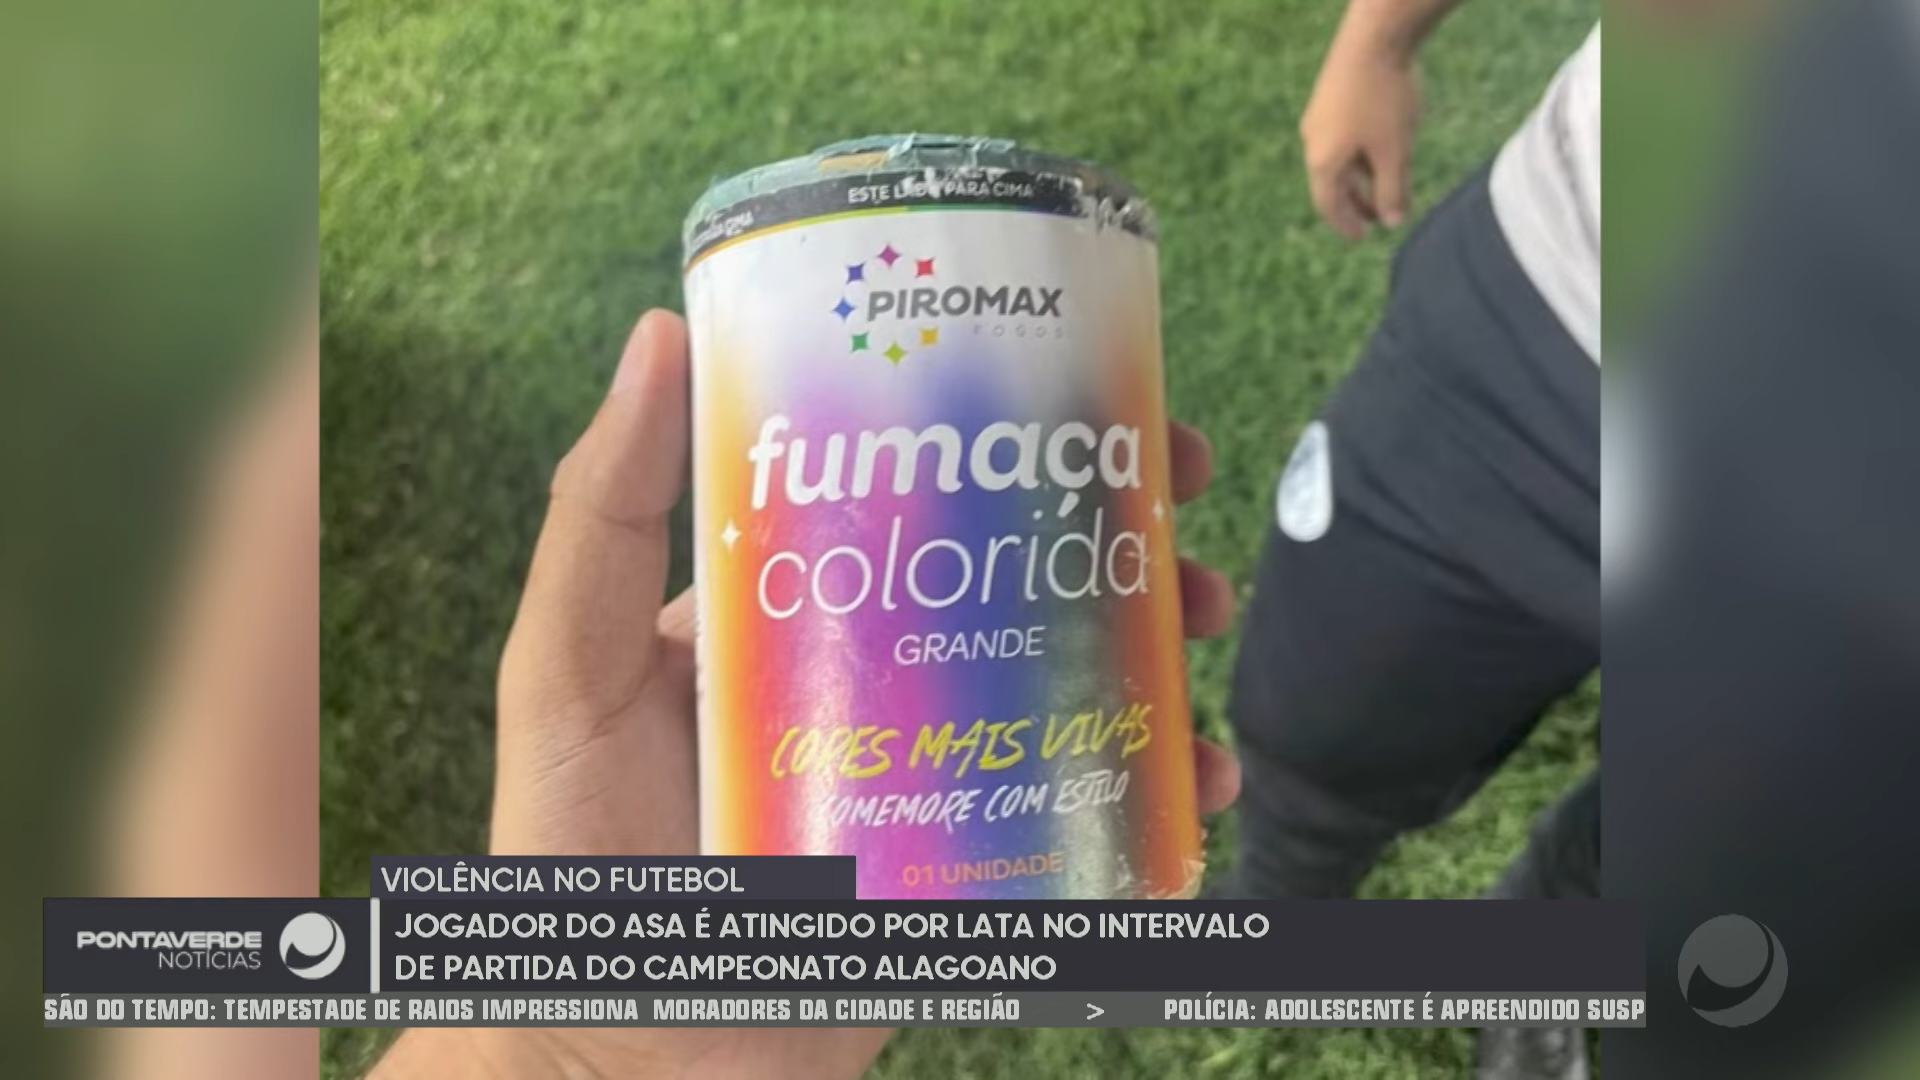 ESTE LADO PARA CIMA
PIROMAX
FOGOS
fumaça
colorida
GRANDE
CORES MAIS VIVAS
COMEMORE COM ESTILO
01 UNIDADE
VIOLÊNCIA NO FUTEBOL
PONTAVERDE
NOTÍCIAS
JOGADOR DO ASA É ATINGIDO POR LATA NO INTERVALO
DE PARTIDA DO CAMPEONATO ALAGOANO
SÃO DO TEMPO: TEMPESTADE DE RAIOS IMPRESSIONA MORADORES DA CIDADE E REGIÃO > POLÍCIA: ADOLESCENTE É APREENDIDO SUSP